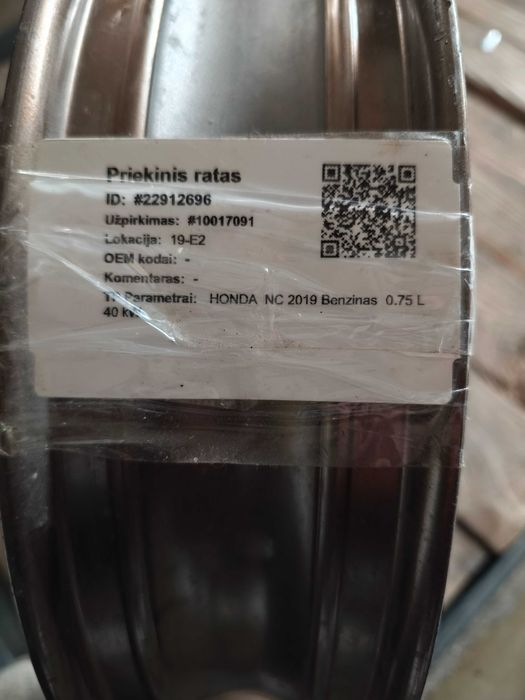 Priekinis ratas
ID: #22912696
Užpirkimas: #10017091
Lokacija: 19-E2
OEM kodai: -
Komentaras: -
Parametrai: HONDA NC 2019 Benzinas 0.75 L
40